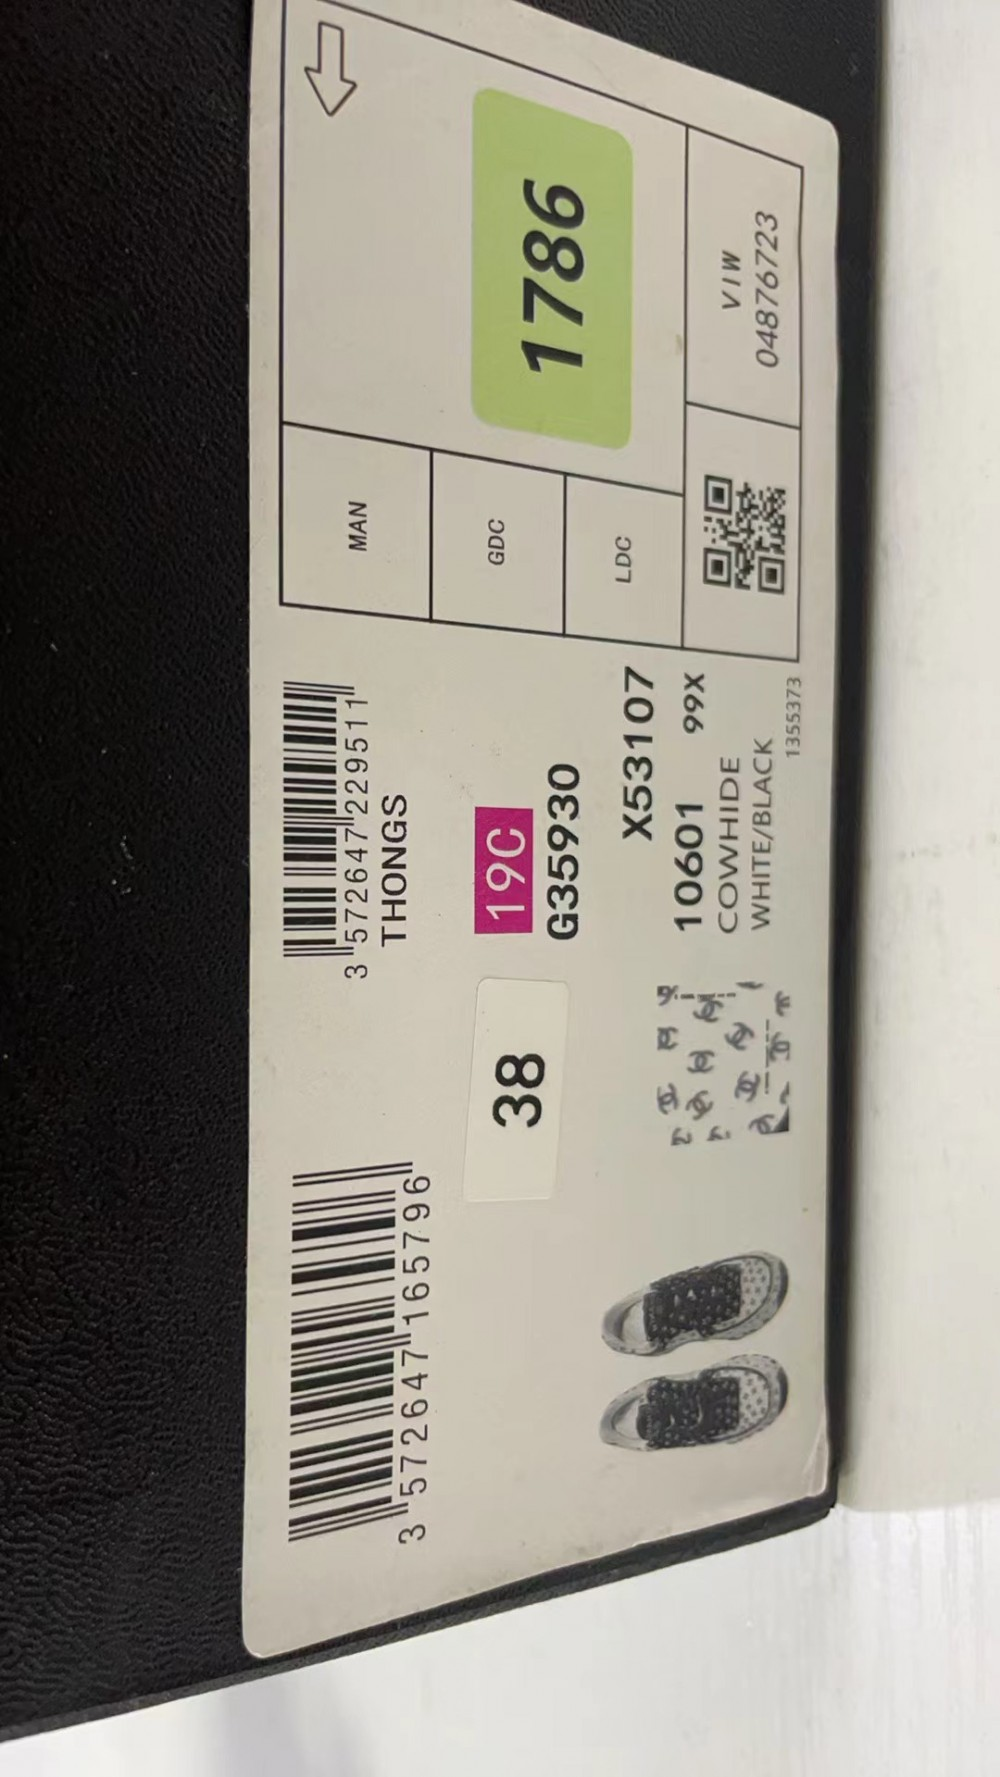 3 572647 165796
3 572647 229511
THONGS
38
19C
G35930
X53107
10601 99X
COWHIDE
WHITE/BLACK
1355373
MAN
GDC
LDC
1786
VIW
04876723